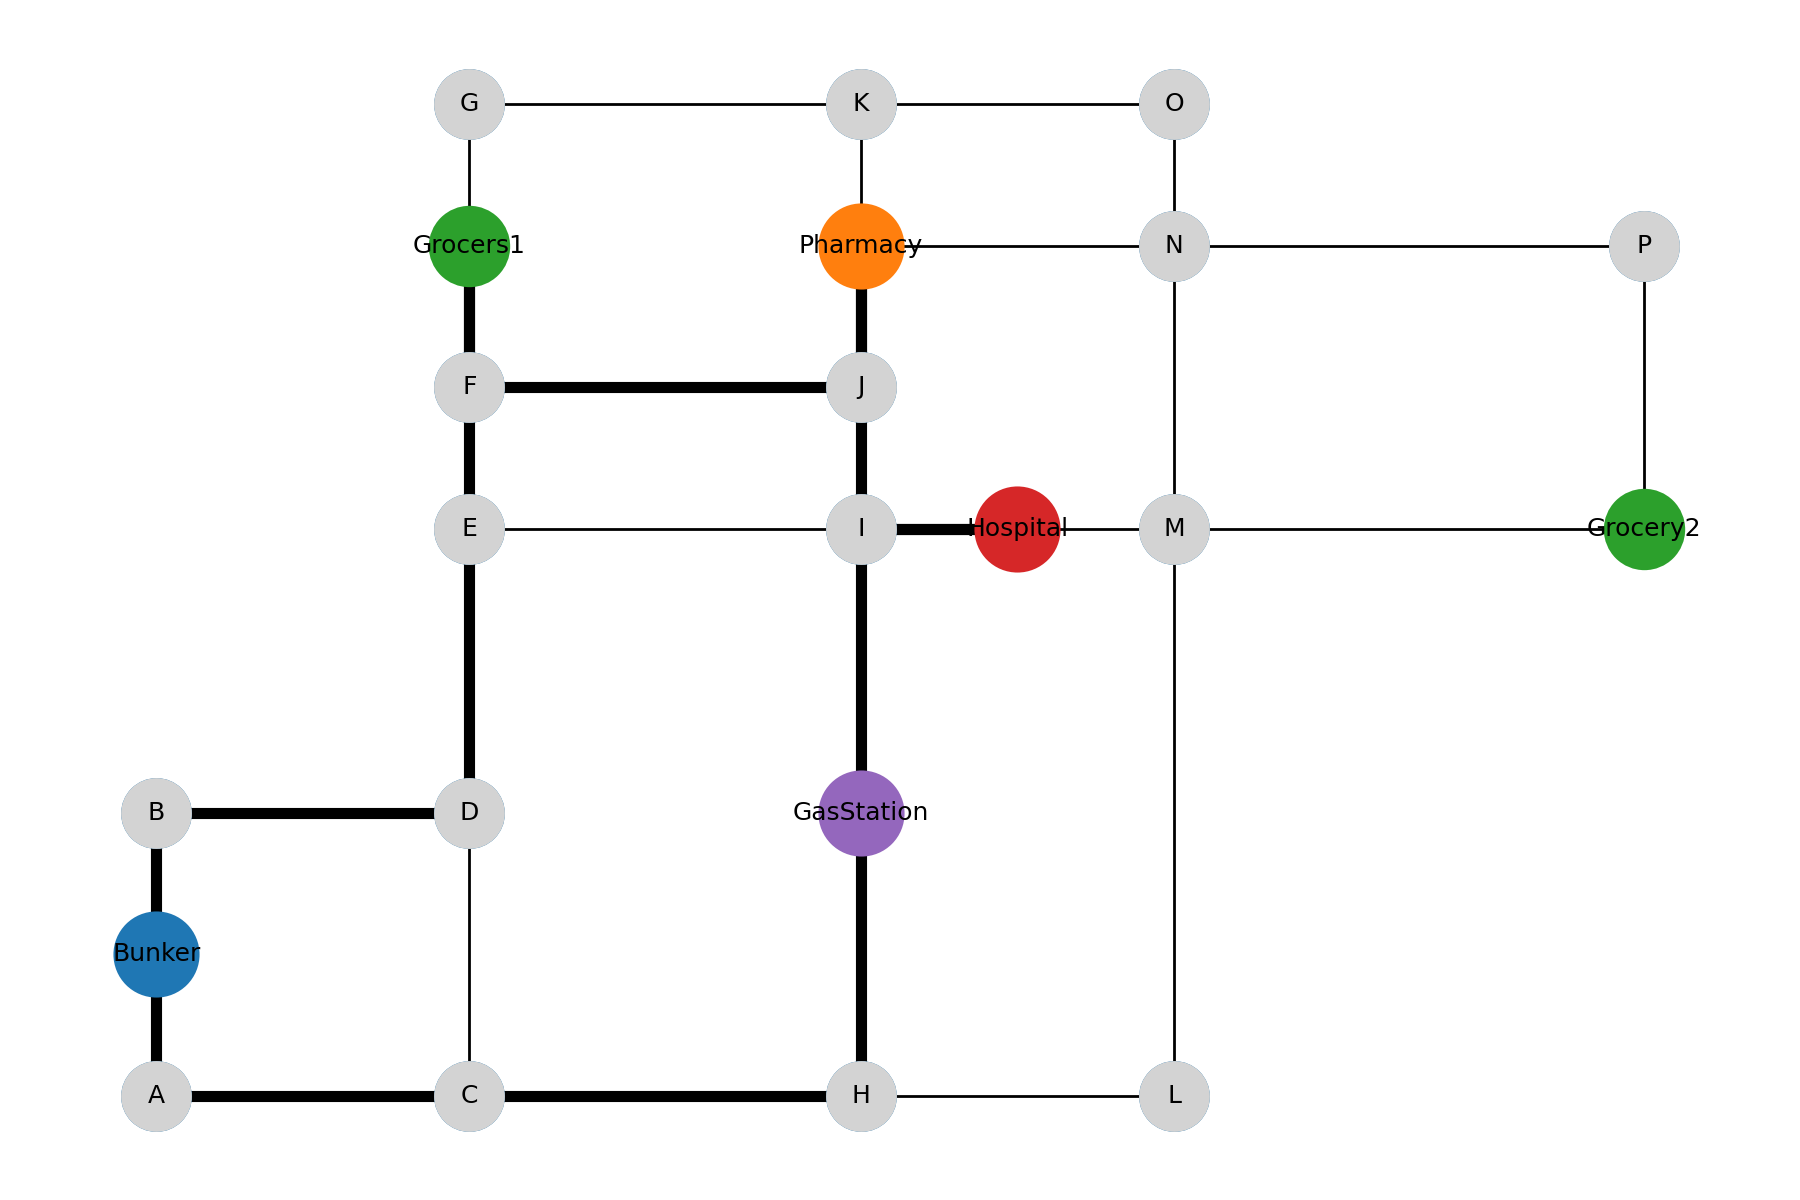 G
K
O
Grocers1
Pharmacy
N
P
F
J
E
I
Hospital
M
Grocery2
B
D
GasStation
Bunker
A
C
H
L